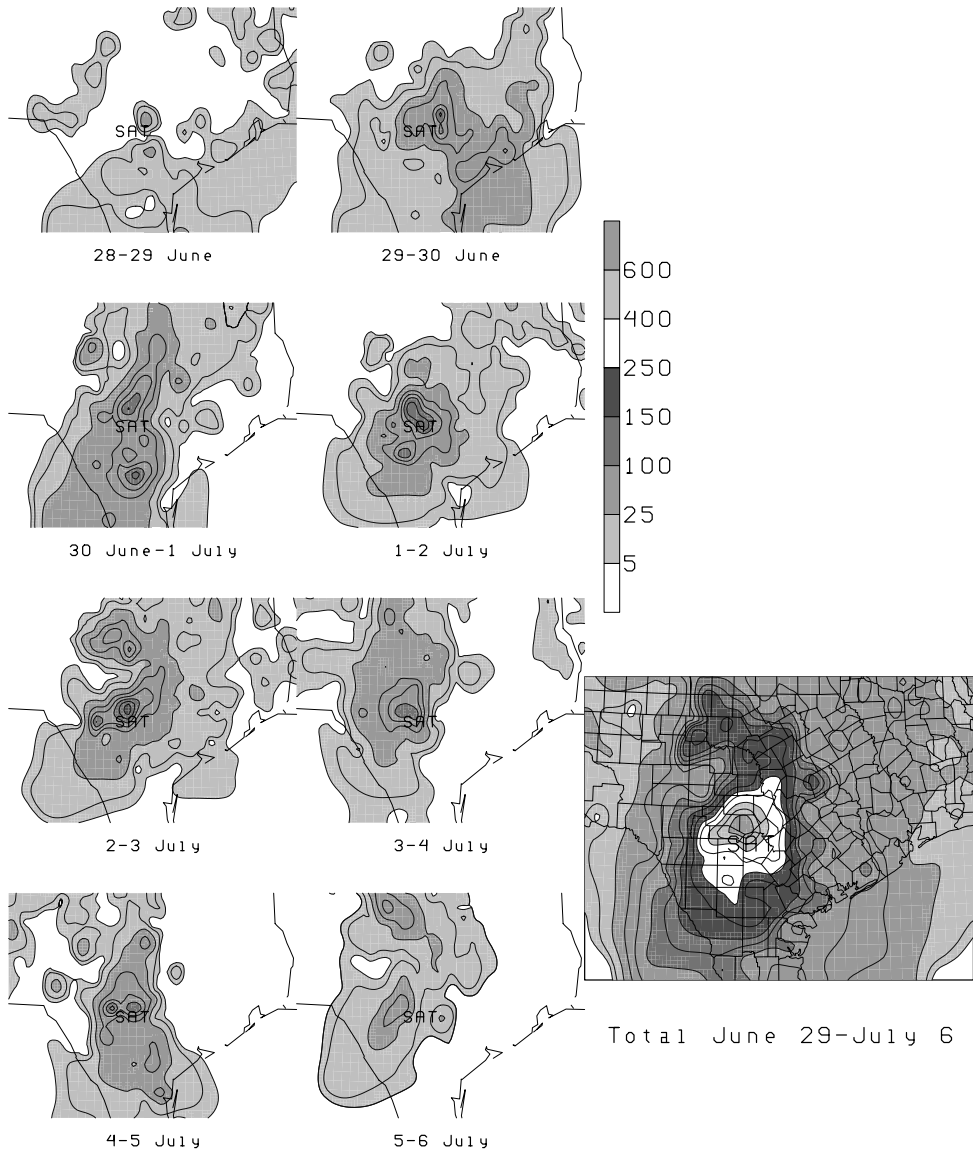 SAT
SAT
28-29 June
29-30 June
600
400
250
150
100
25
5
SAT
SAT
30 June-1 July
1-2 July
SAT
SAT
2-3 July
3-4 July
SAT
SAT
SAT
Total June 29-July 6
4-5 July
5-6 July